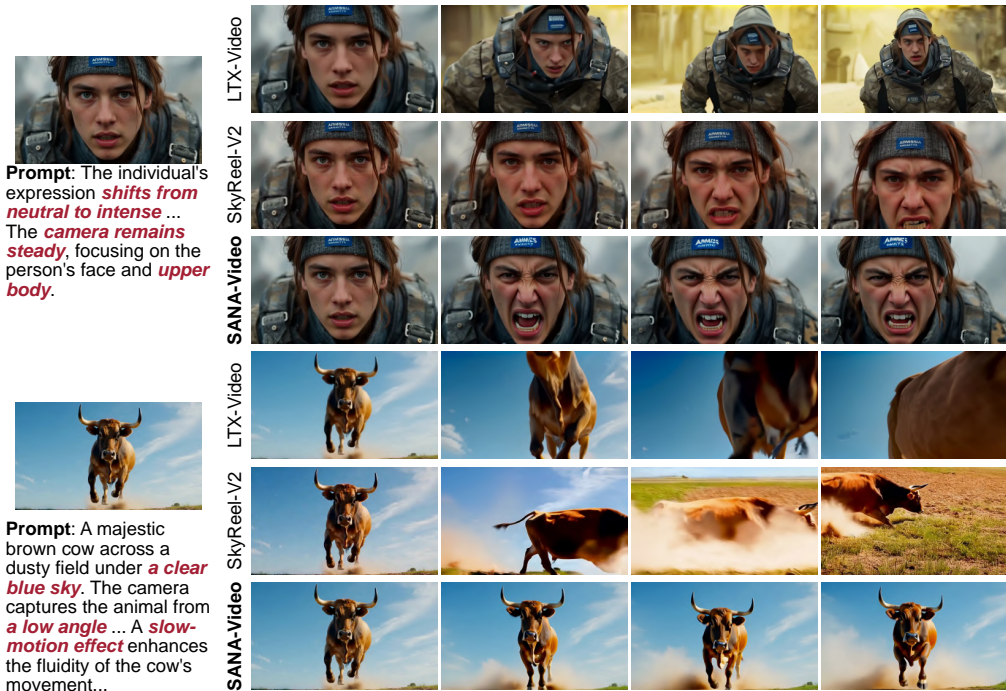 LTX-Video
Prompt: The individual's
expression shifts from
neutral to intense ...
The camera remains
steady, focusing on the
person's face and upper
body.
SkyReel-V2
SANA-Video
LTX-Video
Prompt: A majestic
brown cow across a
dusty field under a clear
blue sky. The camera
captures the animal from
a low angle ... A slow-
motion effect enhances
the fluidity of the cow's
movement...
SkyReel-V2
SANA-Video